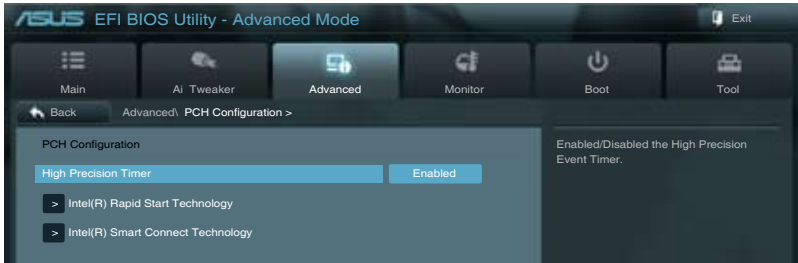 ASUS EFI BIOS Utility - Advanced Mode Exit
Main Ai Tweaker Advanced Monitor Boot Tool
Back Advanced\ PCH Configuration >
PCH Configuration
High Precision Timer Enabled
> Intel(R) Rapid Start Technology
> Intel(R) Smart Connect Technology
Enabled/Disabled the High Precision
Event Timer.